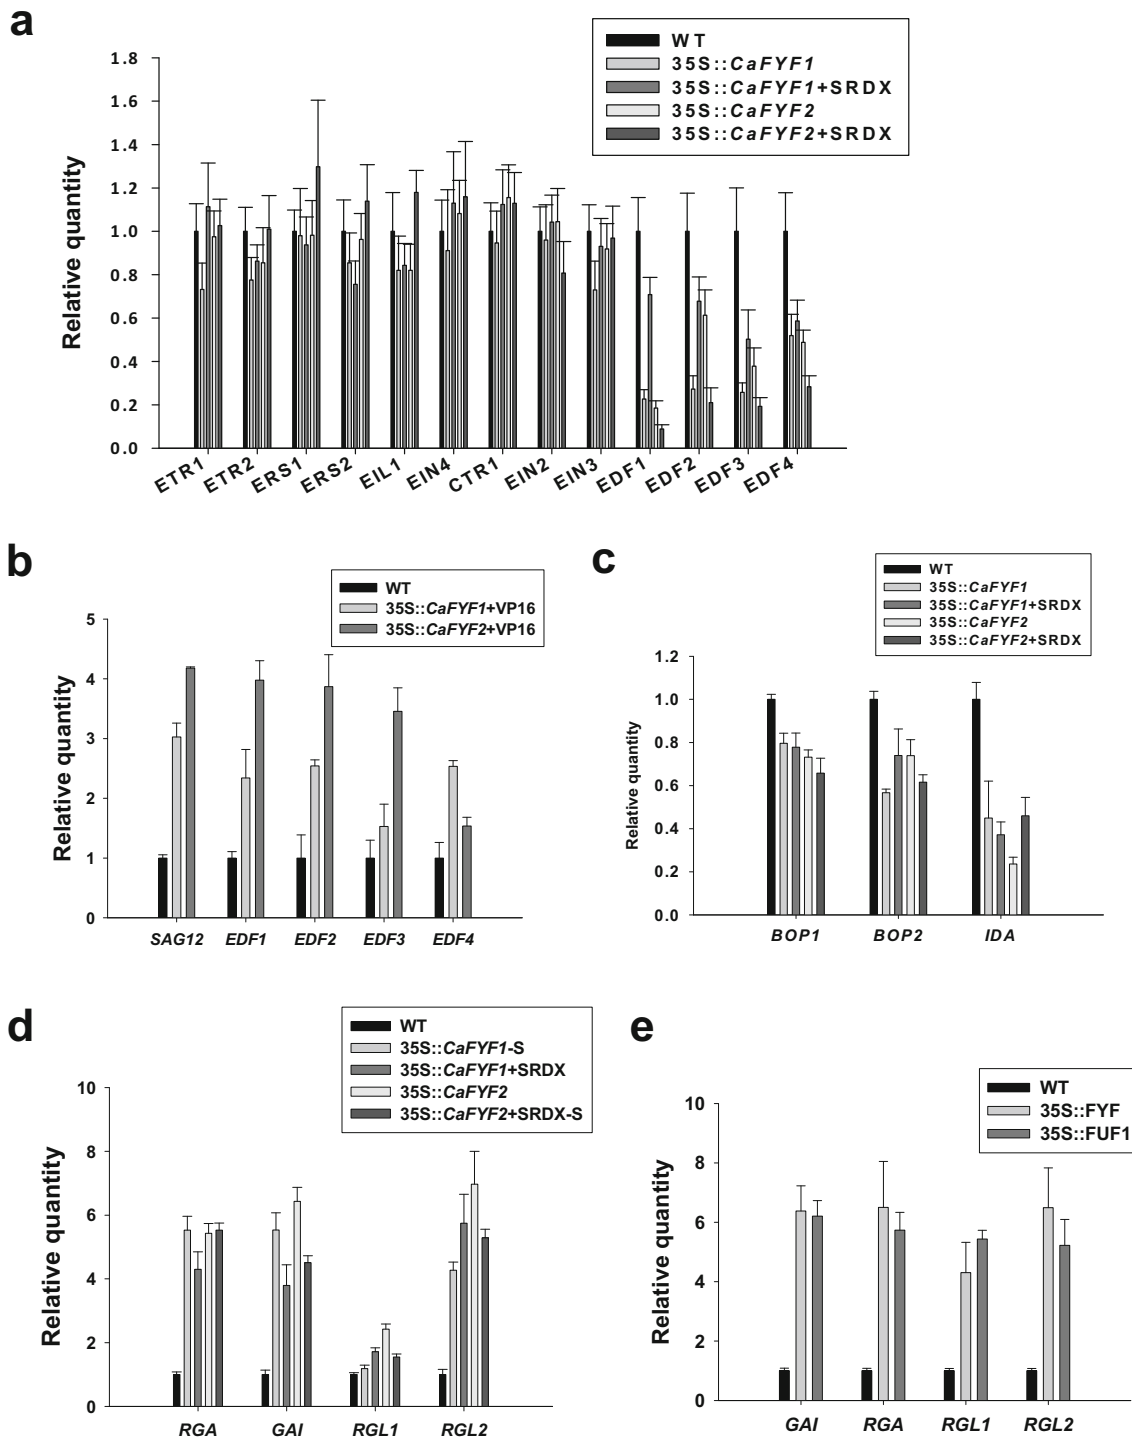 a
WT
35S::CaFYF1
35S::CaFYF1+SRDX
35S::CaFYF2
35S::CaFYF2+SRDX
1.8
1.6
1.4
1.2
1.0
0.8
0.6
0.4
0.2
0.0
Relative quantity
ETR1 ETR2 ERS1 ERS2 EIL1 EIN4 CTR1 EIN2 EIN3 EDF1 EDF2 EDF3 EDF4
b
WT
35S::CaFYF1+VP16
35S::CaFYF2+VP16
5
4
3
2
1
0
Relative quantity
SAG12 EDF1 EDF2 EDF3 EDF4
c
WT
35S::CaFYF1
35S::CaFYF1+SRDX
35S::CaFYF2
35S::CaFYF2+SRDX
1.2
1.0
0.8
0.6
0.4
0.2
0.0
Relative quantity
BOP1 BOP2 IDA
d
WT
35S::CaFYF1-S
35S::CaFYF1+SRDX
35S::CaFYF2
35S::CaFYF2+SRDX-S
10
8
6
4
2
0
Relative quantity
RGA GAI RGL1 RGL2
e
WT
35S::FYF
35S::FUF1
10
8
6
4
2
0
Relative quantity
GAI RGA RGL1 RGL2